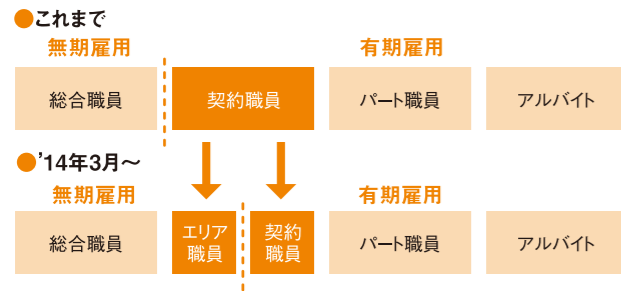 ●これまで
無期雇用 有期雇用
総合職員 契約職員 パート職員 アルバイト
●’14年3月～
無期雇用 有期雇用
総合職員 エリア職員 契約職員 パート職員 アルバイト